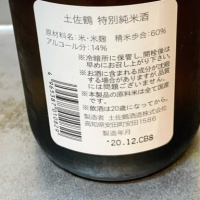 土佐鶴 特別純米酒
原材料名:米・米麹 精米歩合:60%
アルコール分:14%
※冷暗所に保管し、開栓後は
早めにお召し上がり下さい。
※お酒に含まれる成分が生酛
する場合がありますが、品質
には問題ございません。
※本製品の原料米は全て国産
米です。
※飲酒は20歳になってから。
製造者 土佐鶴酒造株式会社
高知県安田町安田1586
製造年月
'20.12.CB8